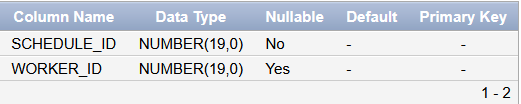 Column Name Data Type Nullable Default Primary Key
SCHEDULE_ID NUMBER(19,0) No - -
WORKER_ID NUMBER(19,0) Yes - -
1 - 2